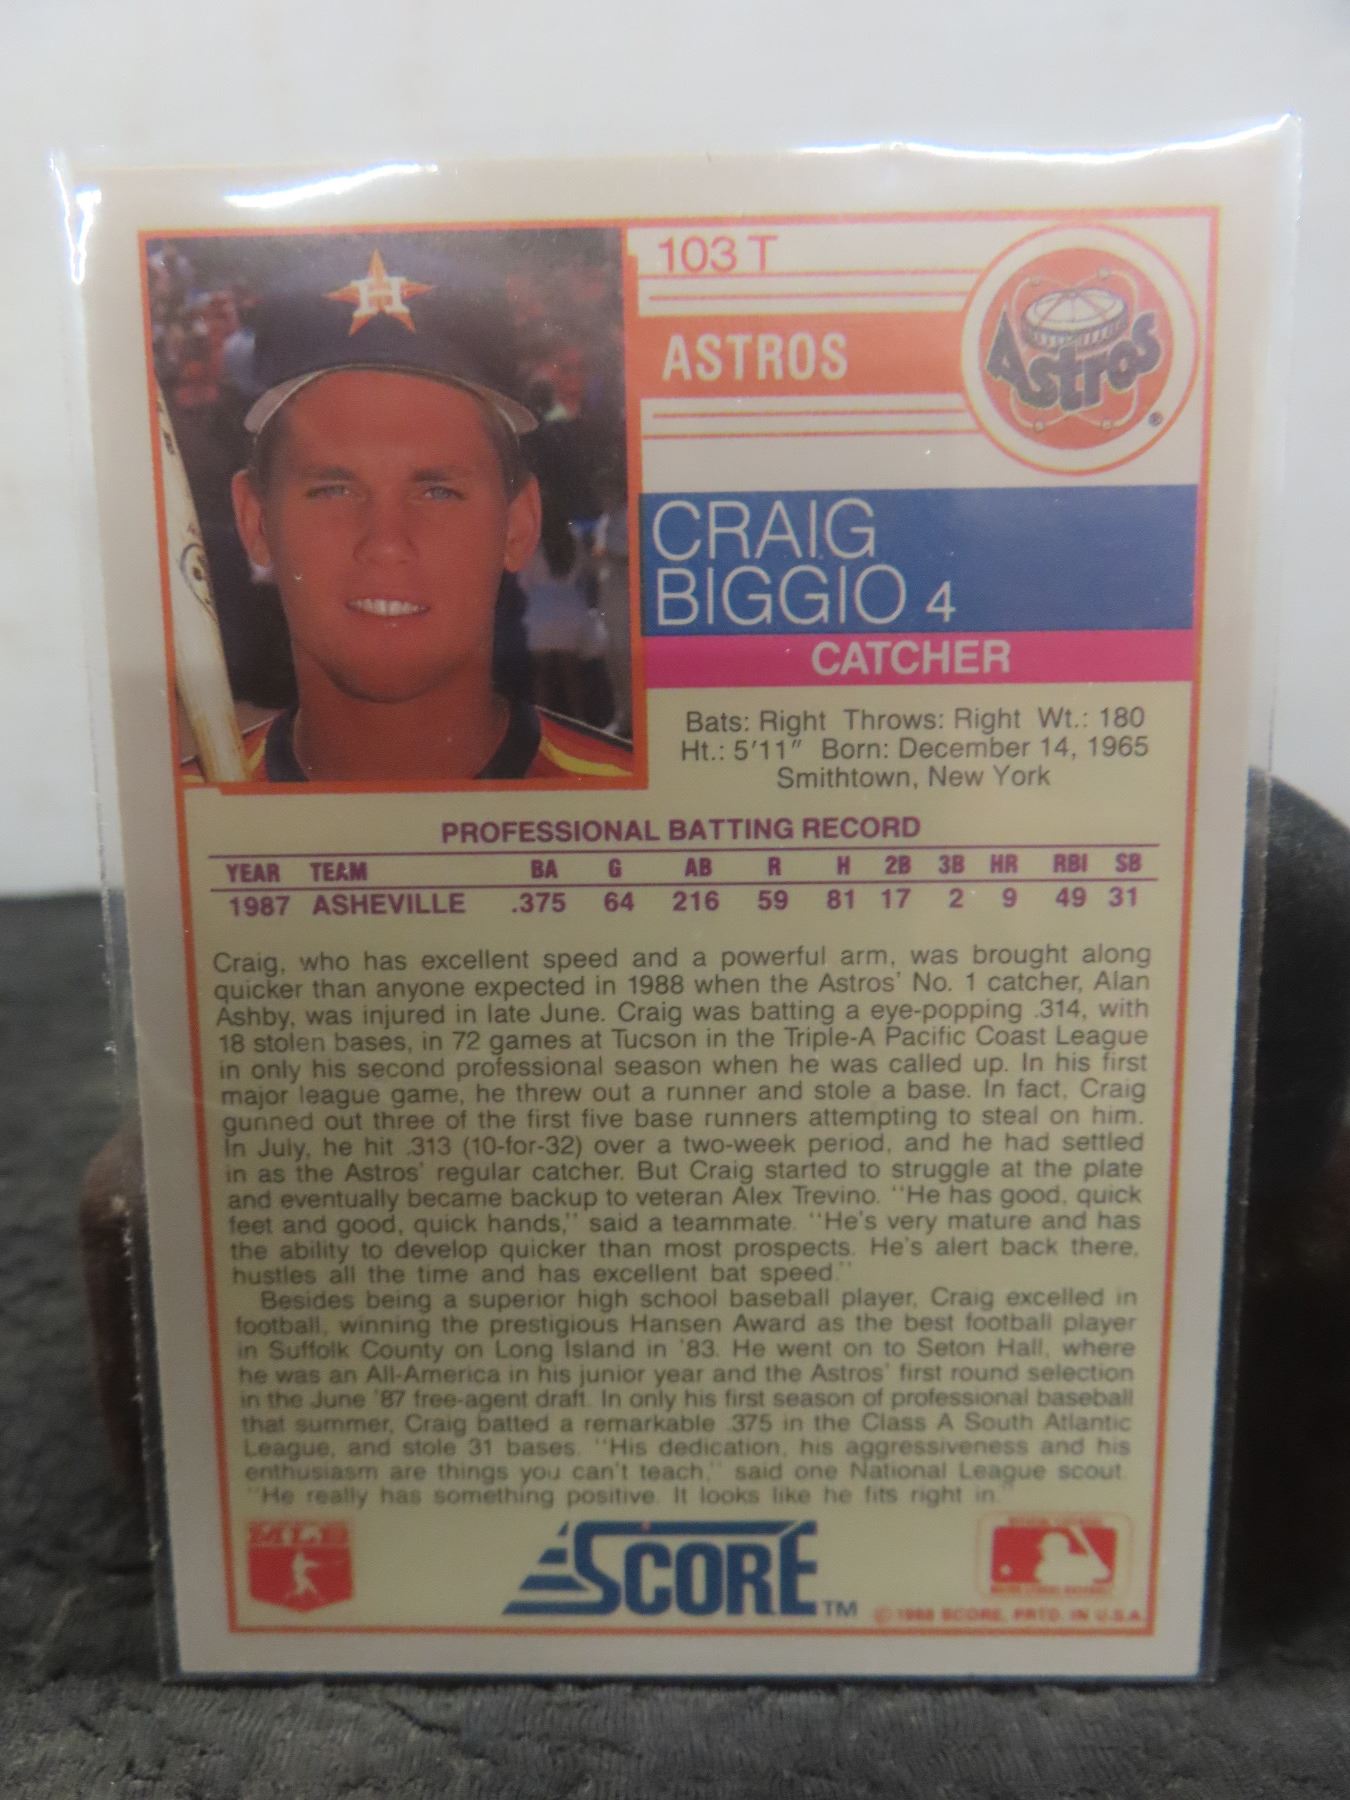 103 T
ASTROS
Astros
®
CRAIG
BIGGIO 4
CATCHER
Bats: Right Throws: Right Wt.: 180
Ht.: 5'11" Born: December 14, 1965
Smithtown, New York
PROFESSIONAL BATTING RECORD
YEAR TEAM BA G AB R H 2B 3B HR RBI SB
1987 ASHEVILLE .375 64 216 59 81 17 2 9 49 31
Craig, who has excellent speed and a powerful arm, was brought along
quicker than anyone expected in 1988 when the Astros' No. 1 catcher, Alan
Ashby, was injured in late June. Craig was batting a eye-popping .314, with
18 stolen bases, in 72 games at Tucson in the Triple-A Pacific Coast League
in only his second professional season when he was called up. In his first
major league game, he threw out a runner and stole a base. In fact, Craig
gunned out three of the first five base runners attempting to steal on him.
In July, he hit .313 (10-for-32) over a two-week period, and he had settled
in as the Astros' regular catcher. But Craig started to struggle at the plate
and eventually became backup to veteran Alex Trevino. "He has good, quick
feet and good, quick hands," said a teammate. "He's very mature and has
the ability to develop quicker than most prospects. He's alert back there,
hustles all the time and has excellent bat speed."
Besides being a superior high school baseball player, Craig excelled in
football, winning the prestigious Hansen Award as the best football player
in Suffolk County on Long Island in '83. He went on to Seton Hall, where
he was an All-America in his junior year and the Astros' first round selection
in the June '87 free-agent draft. In only his first season of professional baseball
that summer, Craig batted a remarkable .375 in the Class A South Atlantic
League, and stole 31 bases. "His dedication, his aggressiveness and his
enthusiasm are things you can't teach," said one National League scout.
"He really has something positive. It looks like he fits right in."
MLB
SCORE TM
© 1988 SCORE, PRTD. IN U.S.A.